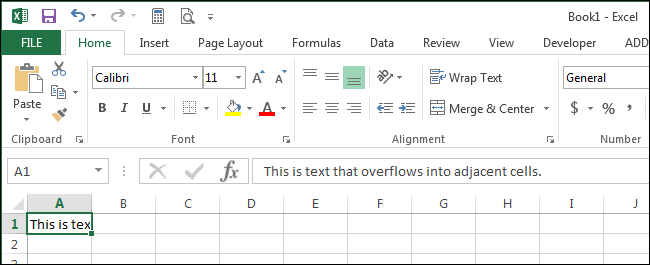 Book1 - Excel
FILE Home Insert Page Layout Formulas Data Review View Developer ADD
Paste Calibri 11 A A Wrap Text General
B I U A Merge & Center $ % ,
Clipboard Font Alignment Number
A1 fx This is text that overflows into adjacent cells.
A B C D E F G H I J
1 This is tex
2
3